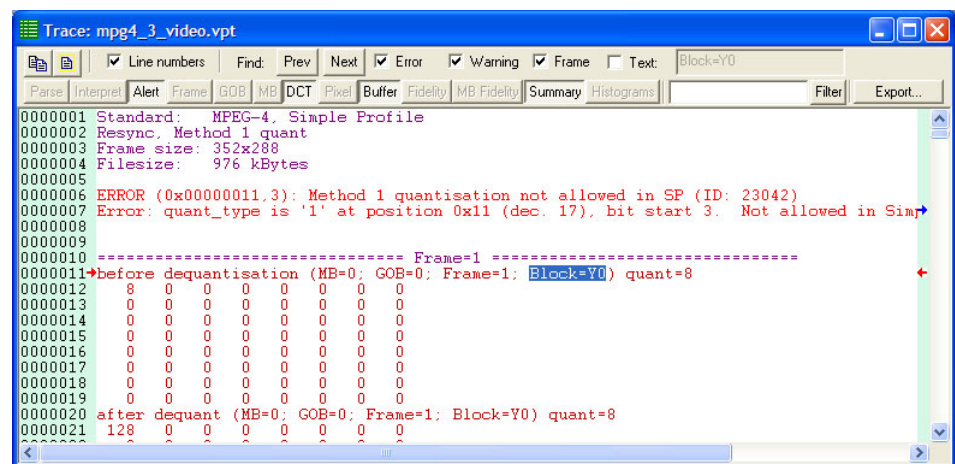 Trace: mpg4_3_video.vpt
Line numbers Find: Prev Next Error Warning Frame Text: Block=Y0
Parse Interpret Alert Frame GOB MB DCT Pixel Buffer Fidelity MB Fidelity Summary Histograms Filter Export...
0000001 Standard: MPEG-4, Simple Profile
0000002 Resync, Method 1 quant
0000003 Frame size: 352x288
0000004 Filesize: 976 kBytes
0000005
0000006 ERROR (0x00000011,3): Method 1 quantisation not allowed in SP (ID: 23042)
0000007 Error: quant_type is '1' at position 0x11 (dec. 17), bit start 3. Not allowed in Simp
0000008
0000009
0000010 ================================ Frame=1 ================================
0000011 before dequantisation (MB=0; GOB=0; Frame=1; Block=Y0) quant=8
0000012 8 0 0 0 0 0 0 0
0000013 0 0 0 0 0 0 0 0
0000014 0 0 0 0 0 0 0 0
0000015 0 0 0 0 0 0 0 0
0000016 0 0 0 0 0 0 0 0
0000017 0 0 0 0 0 0 0 0
0000018 0 0 0 0 0 0 0 0
0000019 0 0 0 0 0 0 0 0
0000020 after dequant (MB=0; GOB=0; Frame=1; Block=Y0) quant=8
0000021 128 0 0 0 0 0 0 0